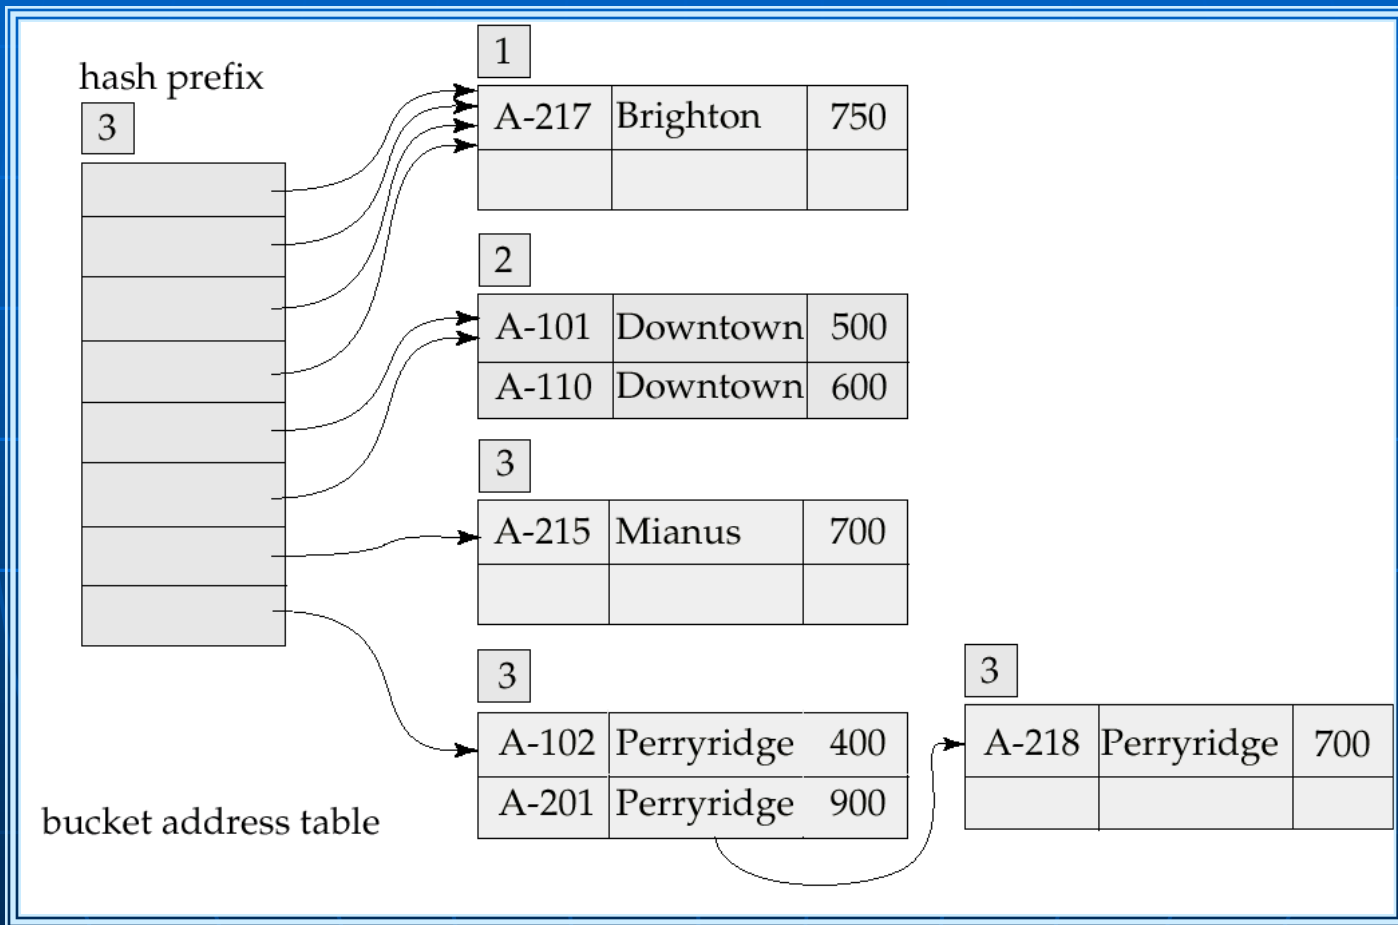 hash prefix
3
1
A-217 Brighton 750
2
A-101 Downtown 500
A-110 Downtown 600
3
A-215 Mianus 700
3
A-102 Perryridge 400
A-201 Perryridge 900
3
A-218 Perryridge 700
bucket address table